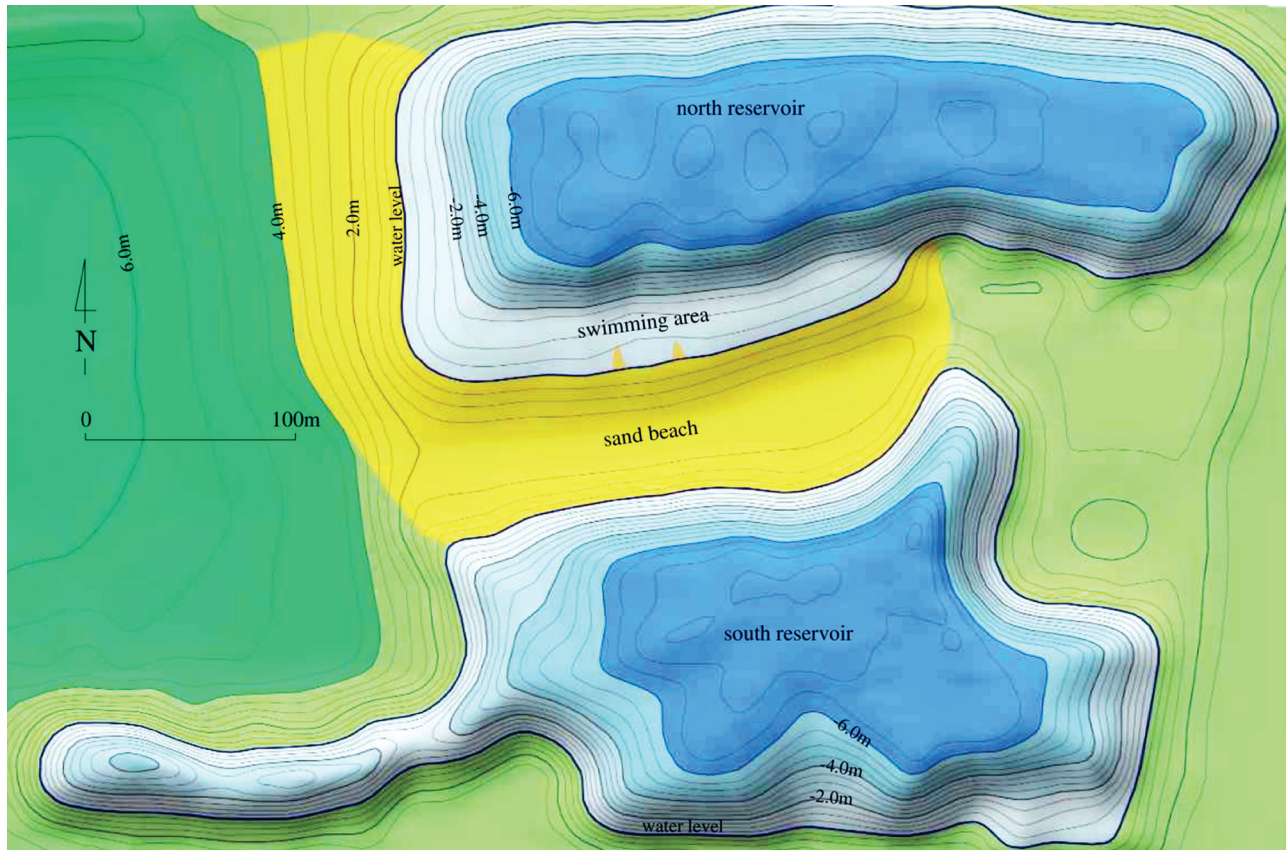 north reservoir
4.0m
2.0m
water level
-2.0m
-4.0m
-6.0m
6.0m
N
swimming area
0
100m
sand beach
south reservoir
-6.0m
-4.0m
-2.0m
water level